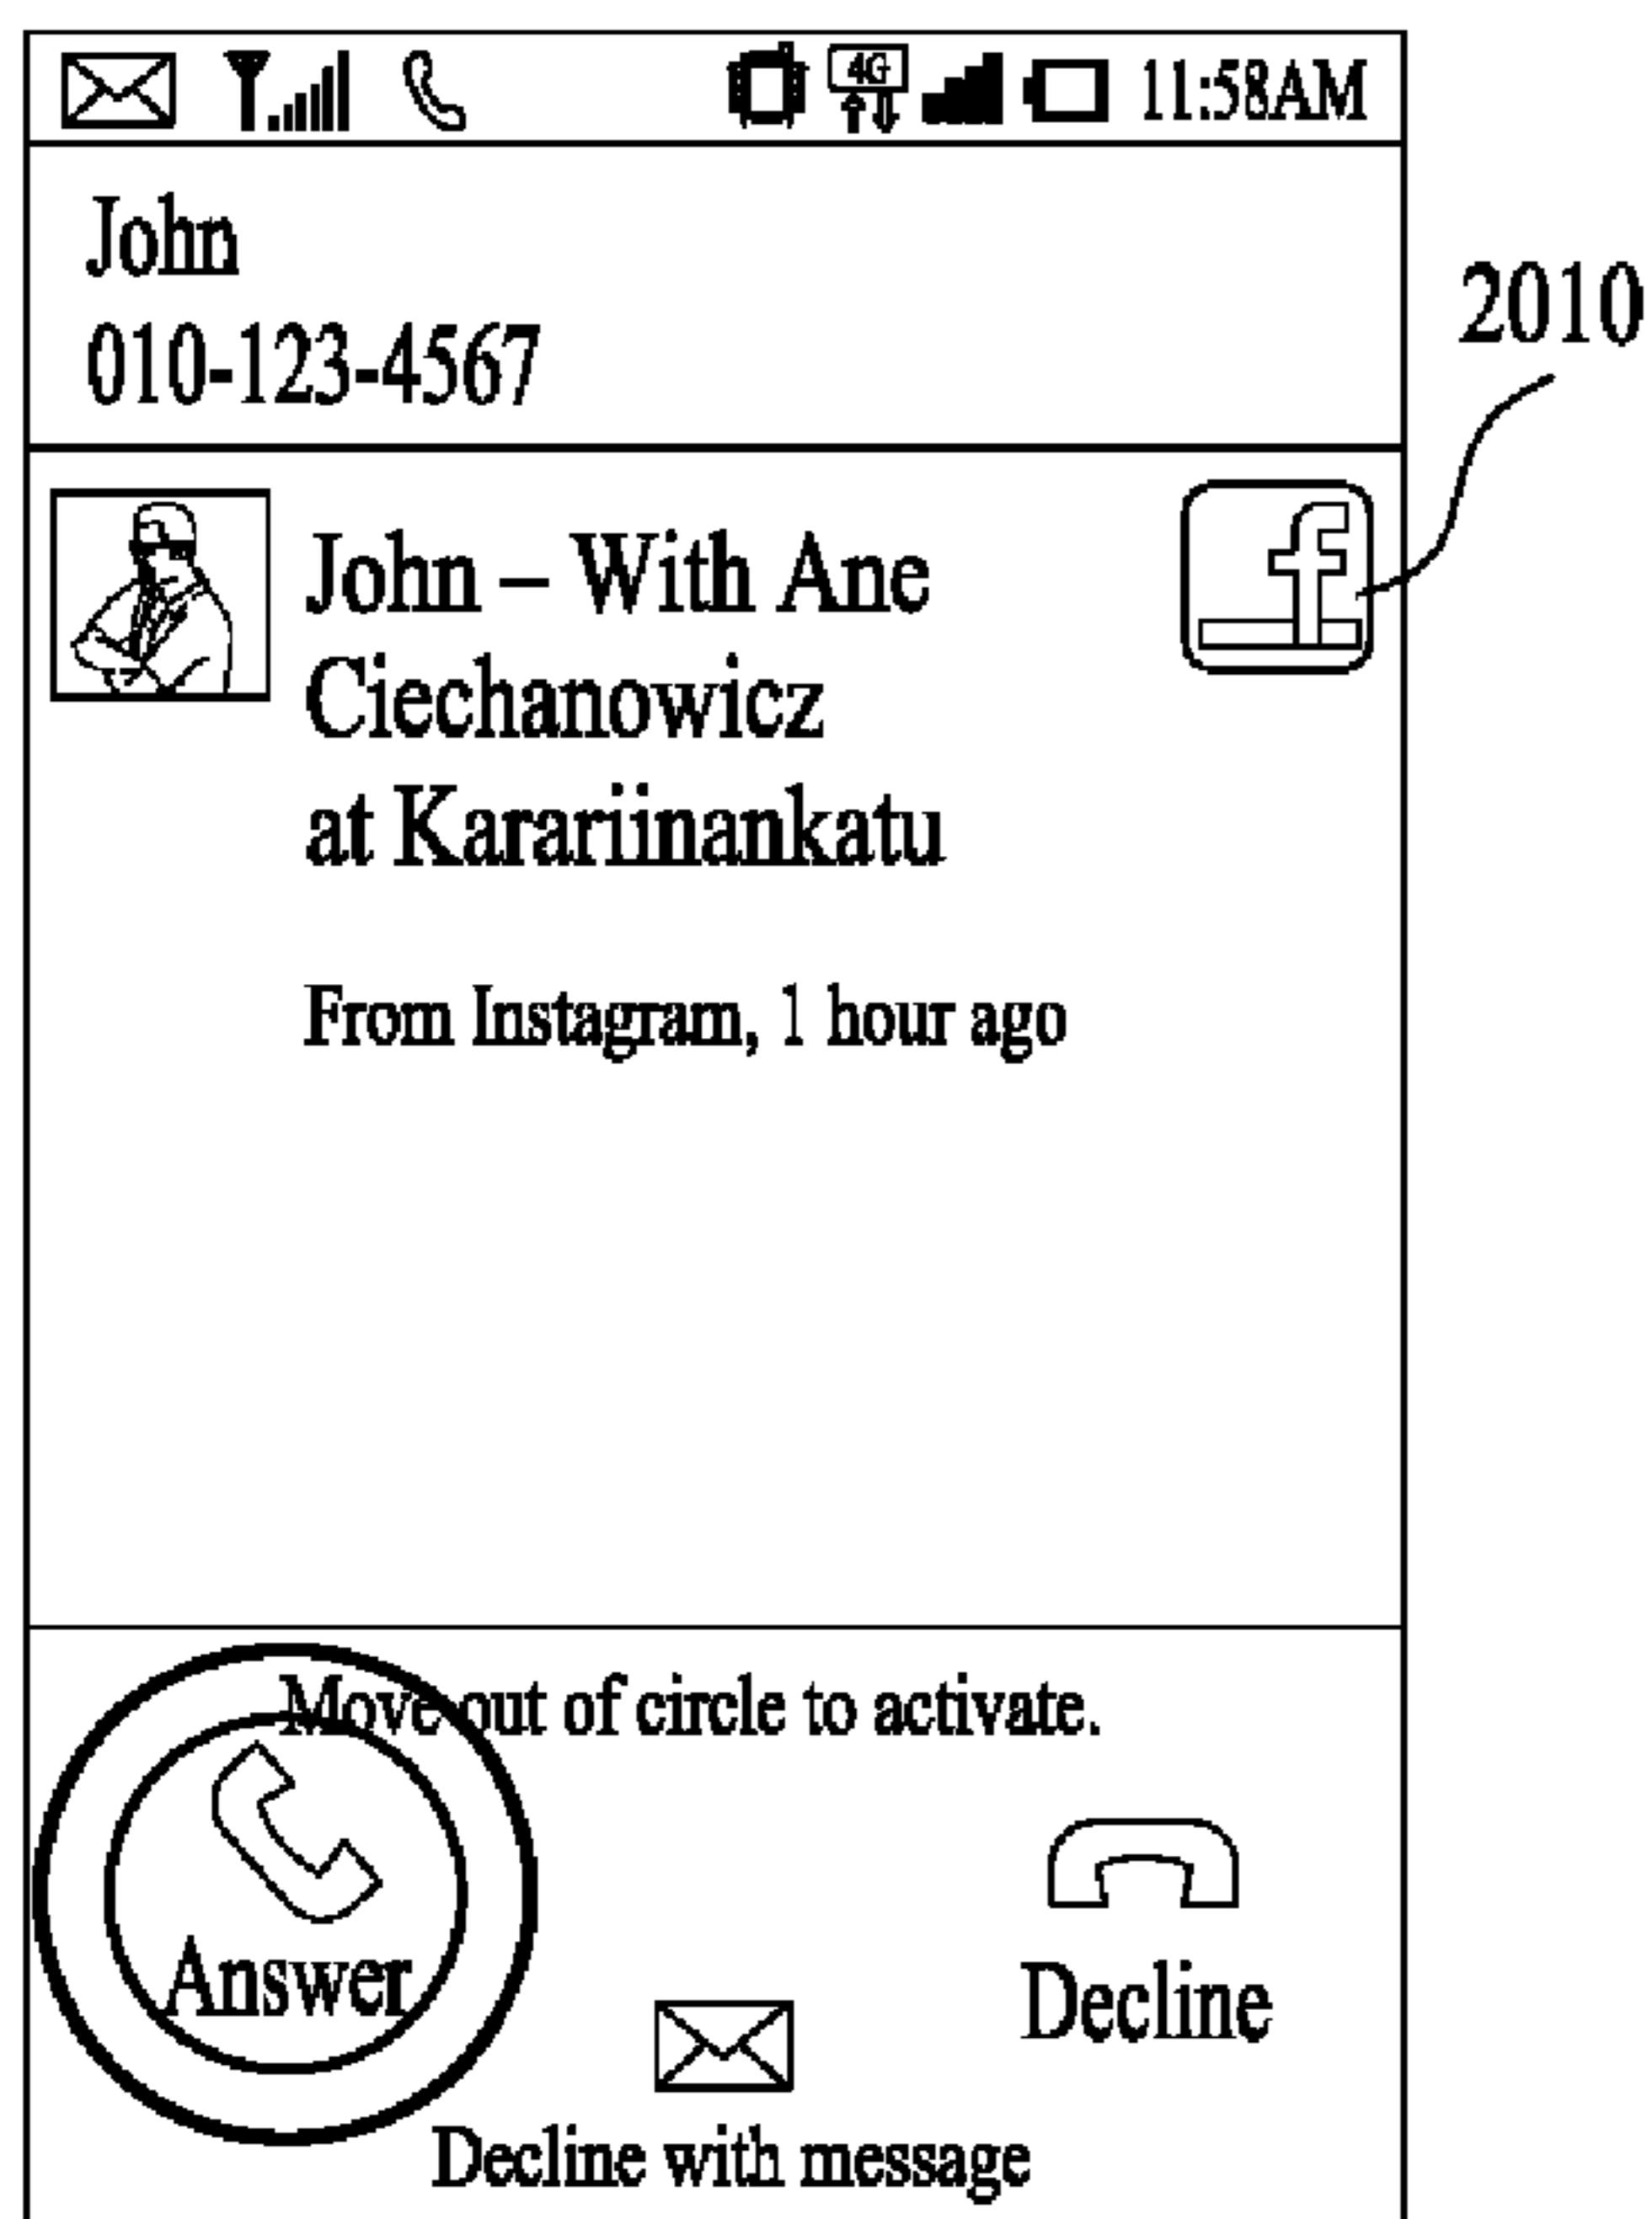 4G 11:58AM
John
010-123-4567
2010
f
John – With Ane
Ciechanowicz
at Karariinankatu
From Instagram, 1 hour ago
Move out of circle to activate.
Answer
Decline
Decline with message